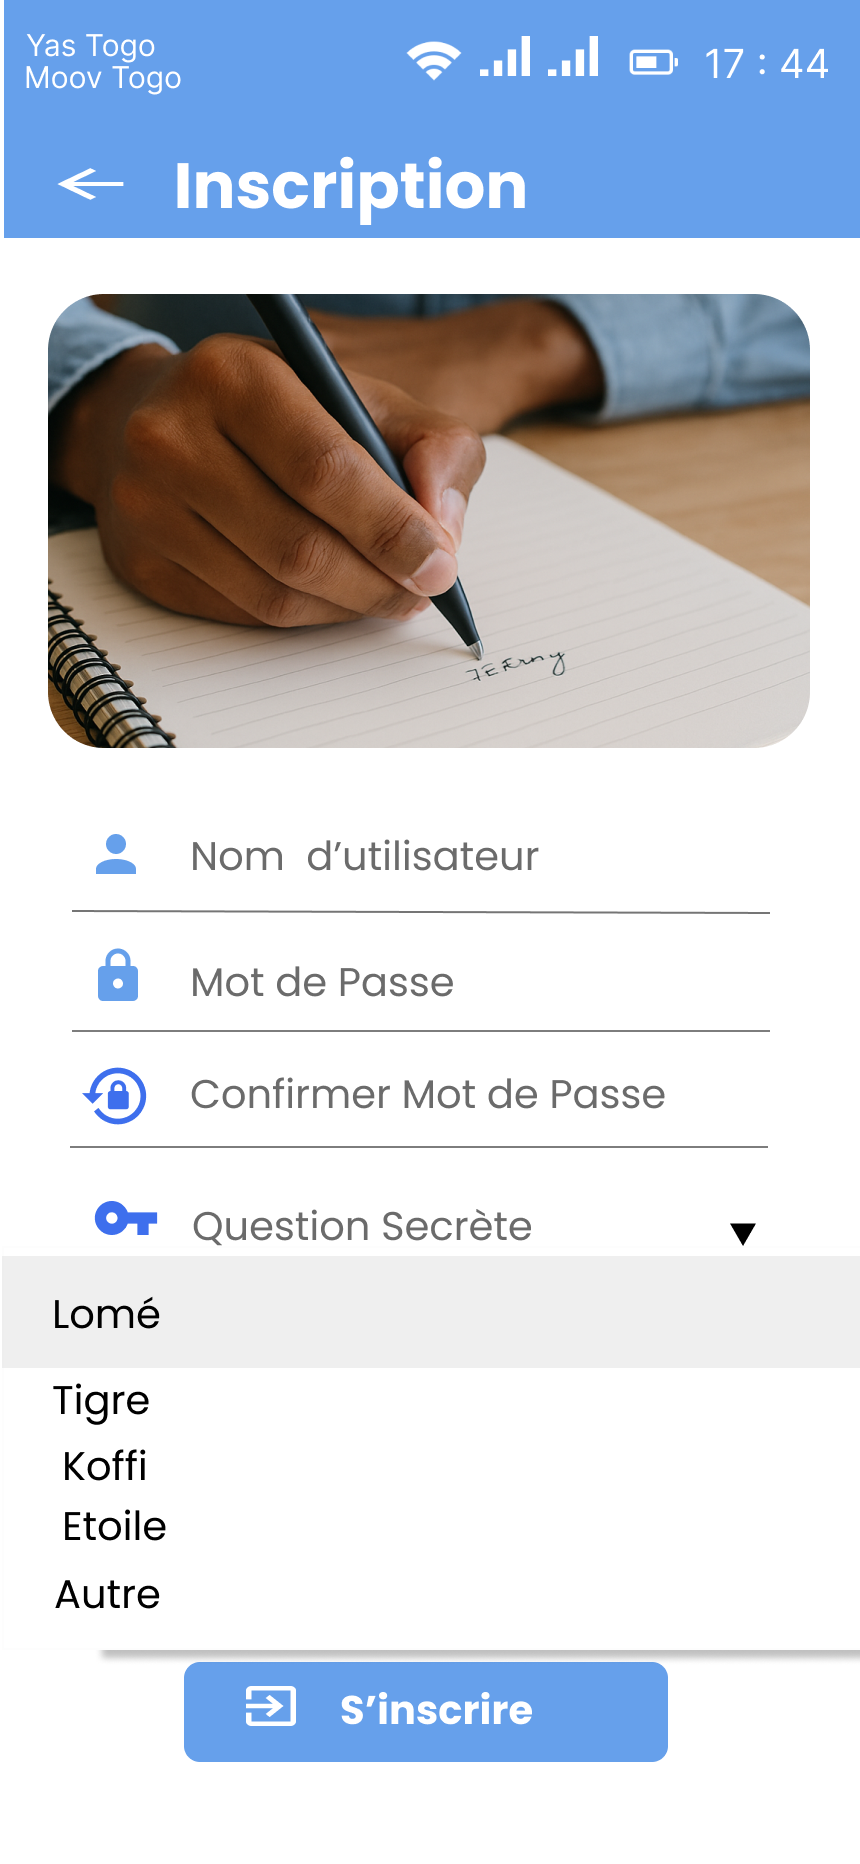 Yas Togo
Moov Togo
17 : 44
Inscription
Nom d’utilisateur
Mot de Passe
Confirmer Mot de Passe
Question Secrète
Lomé
Tigre
Koffi
Etoile
Autre
S’inscrire